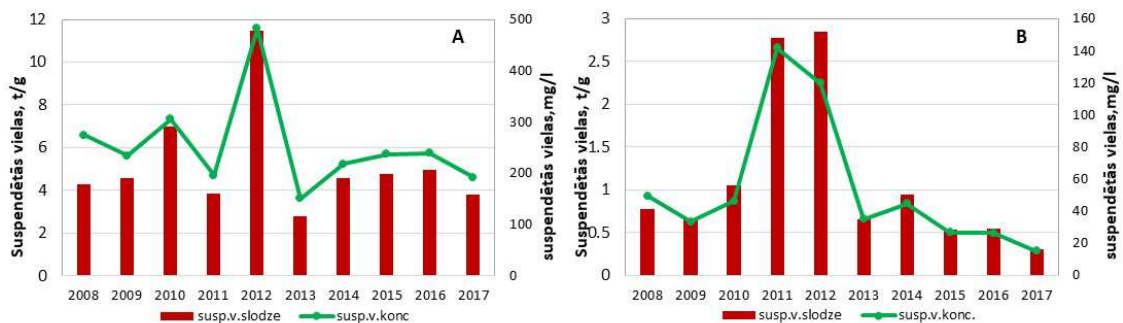 A
Suspendētās vielas, t/g
12
10
8
6
4
2
0
500
400
300
200
100
0
suspendētās vielas,mg/l
2008 2009 2010 2011 2012 2013 2014 2015 2016 2017
susp.v.slodze susp.v.konc
B
Suspendētās vielas, t/g
3
2.5
2
1.5
1
0.5
0
160
140
120
100
80
60
40
20
0
suspendētās vielas,mg/l
2008 2009 2010 2011 2012 2013 2014 2015 2016 2017
susp.v.slodze susp.v.konc.